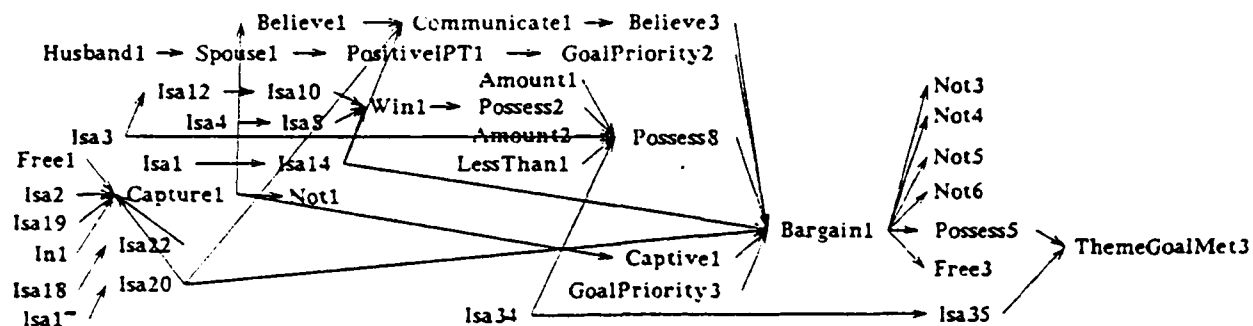 Believe1 Communicate1 Believe3
Husband1 Spouse1 PositiveIPT1 GoalPriority2
Amount1
Isa12 Isa10 Not3
Win1 Possess2
Isa4 Isa8 Not4
Isa3 Amount2 Possess8
Free1 Isa1 Isa14 LessThan1 Not5
Isa2 Capture1 Not1 Not6
Isa19 Bargain1 Possess5
In1 Isa22 Captive1 ThemeGoalMet3
Isa18 Isa20 GoalPriority3 Free3
Isa34 Isa35